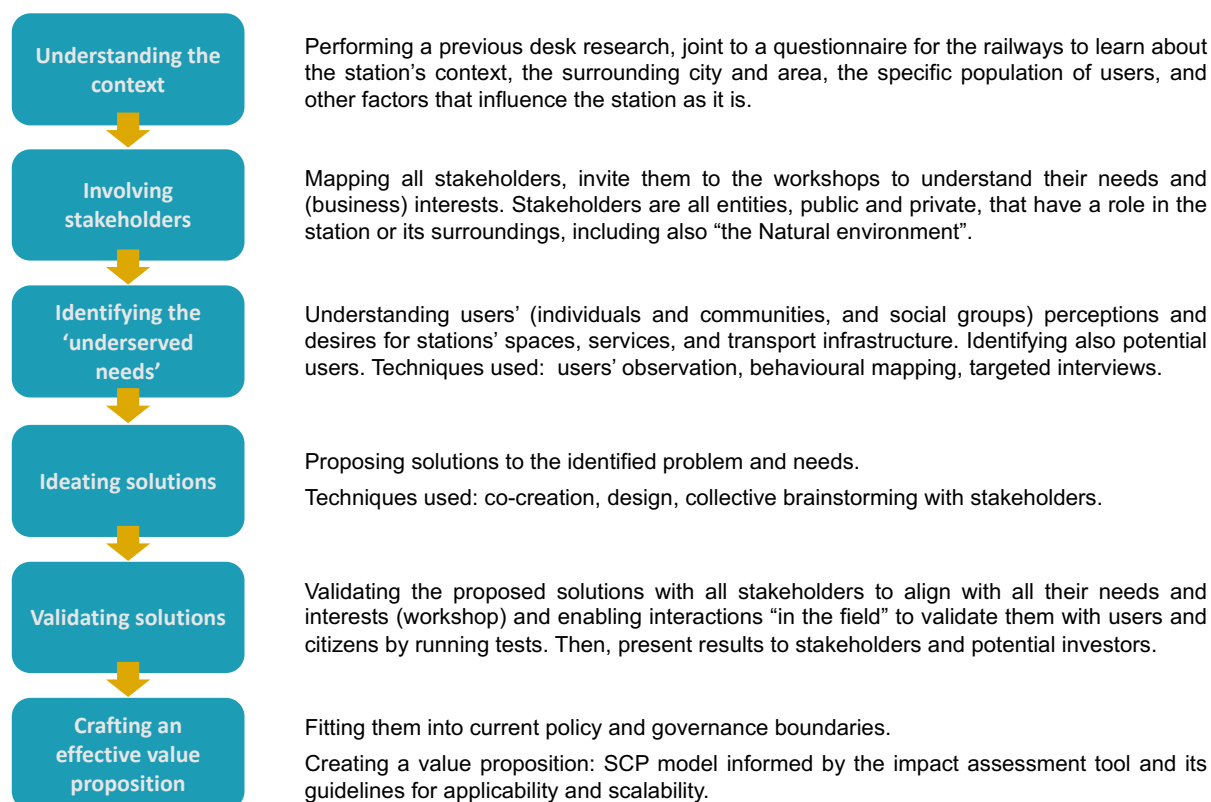 Understanding the
context
Performing a previous desk research, joint to a questionnaire for the railways to learn about
the station's context, the surrounding city and area, the specific population of users, and
other factors that influence the station as it is.
Involving
stakeholders
Mapping all stakeholders, invite them to the workshops to understand their needs and
(business) interests. Stakeholders are all entities, public and private, that have a role in the
station or its surroundings, including also “the Natural environment”.
Identifying the
‘underserved
needs’
Understanding users’ (individuals and communities, and social groups) perceptions and
desires for stations’ spaces, services, and transport infrastructure. Identifying also potential
users. Techniques used: users’ observation, behavioural mapping, targeted interviews.
Ideating solutions
Proposing solutions to the identified problem and needs.
Techniques used: co-creation, design, collective brainstorming with stakeholders.
Validating solutions
Validating the proposed solutions with all stakeholders to align with all their needs and
interests (workshop) and enabling interactions “in the field” to validate them with users and
citizens by running tests. Then, present results to stakeholders and potential investors.
Crafting an
effective value
proposition
Fitting them into current policy and governance boundaries.
Creating a value proposition: SCP model informed by the impact assessment tool and its
guidelines for applicability and scalability.